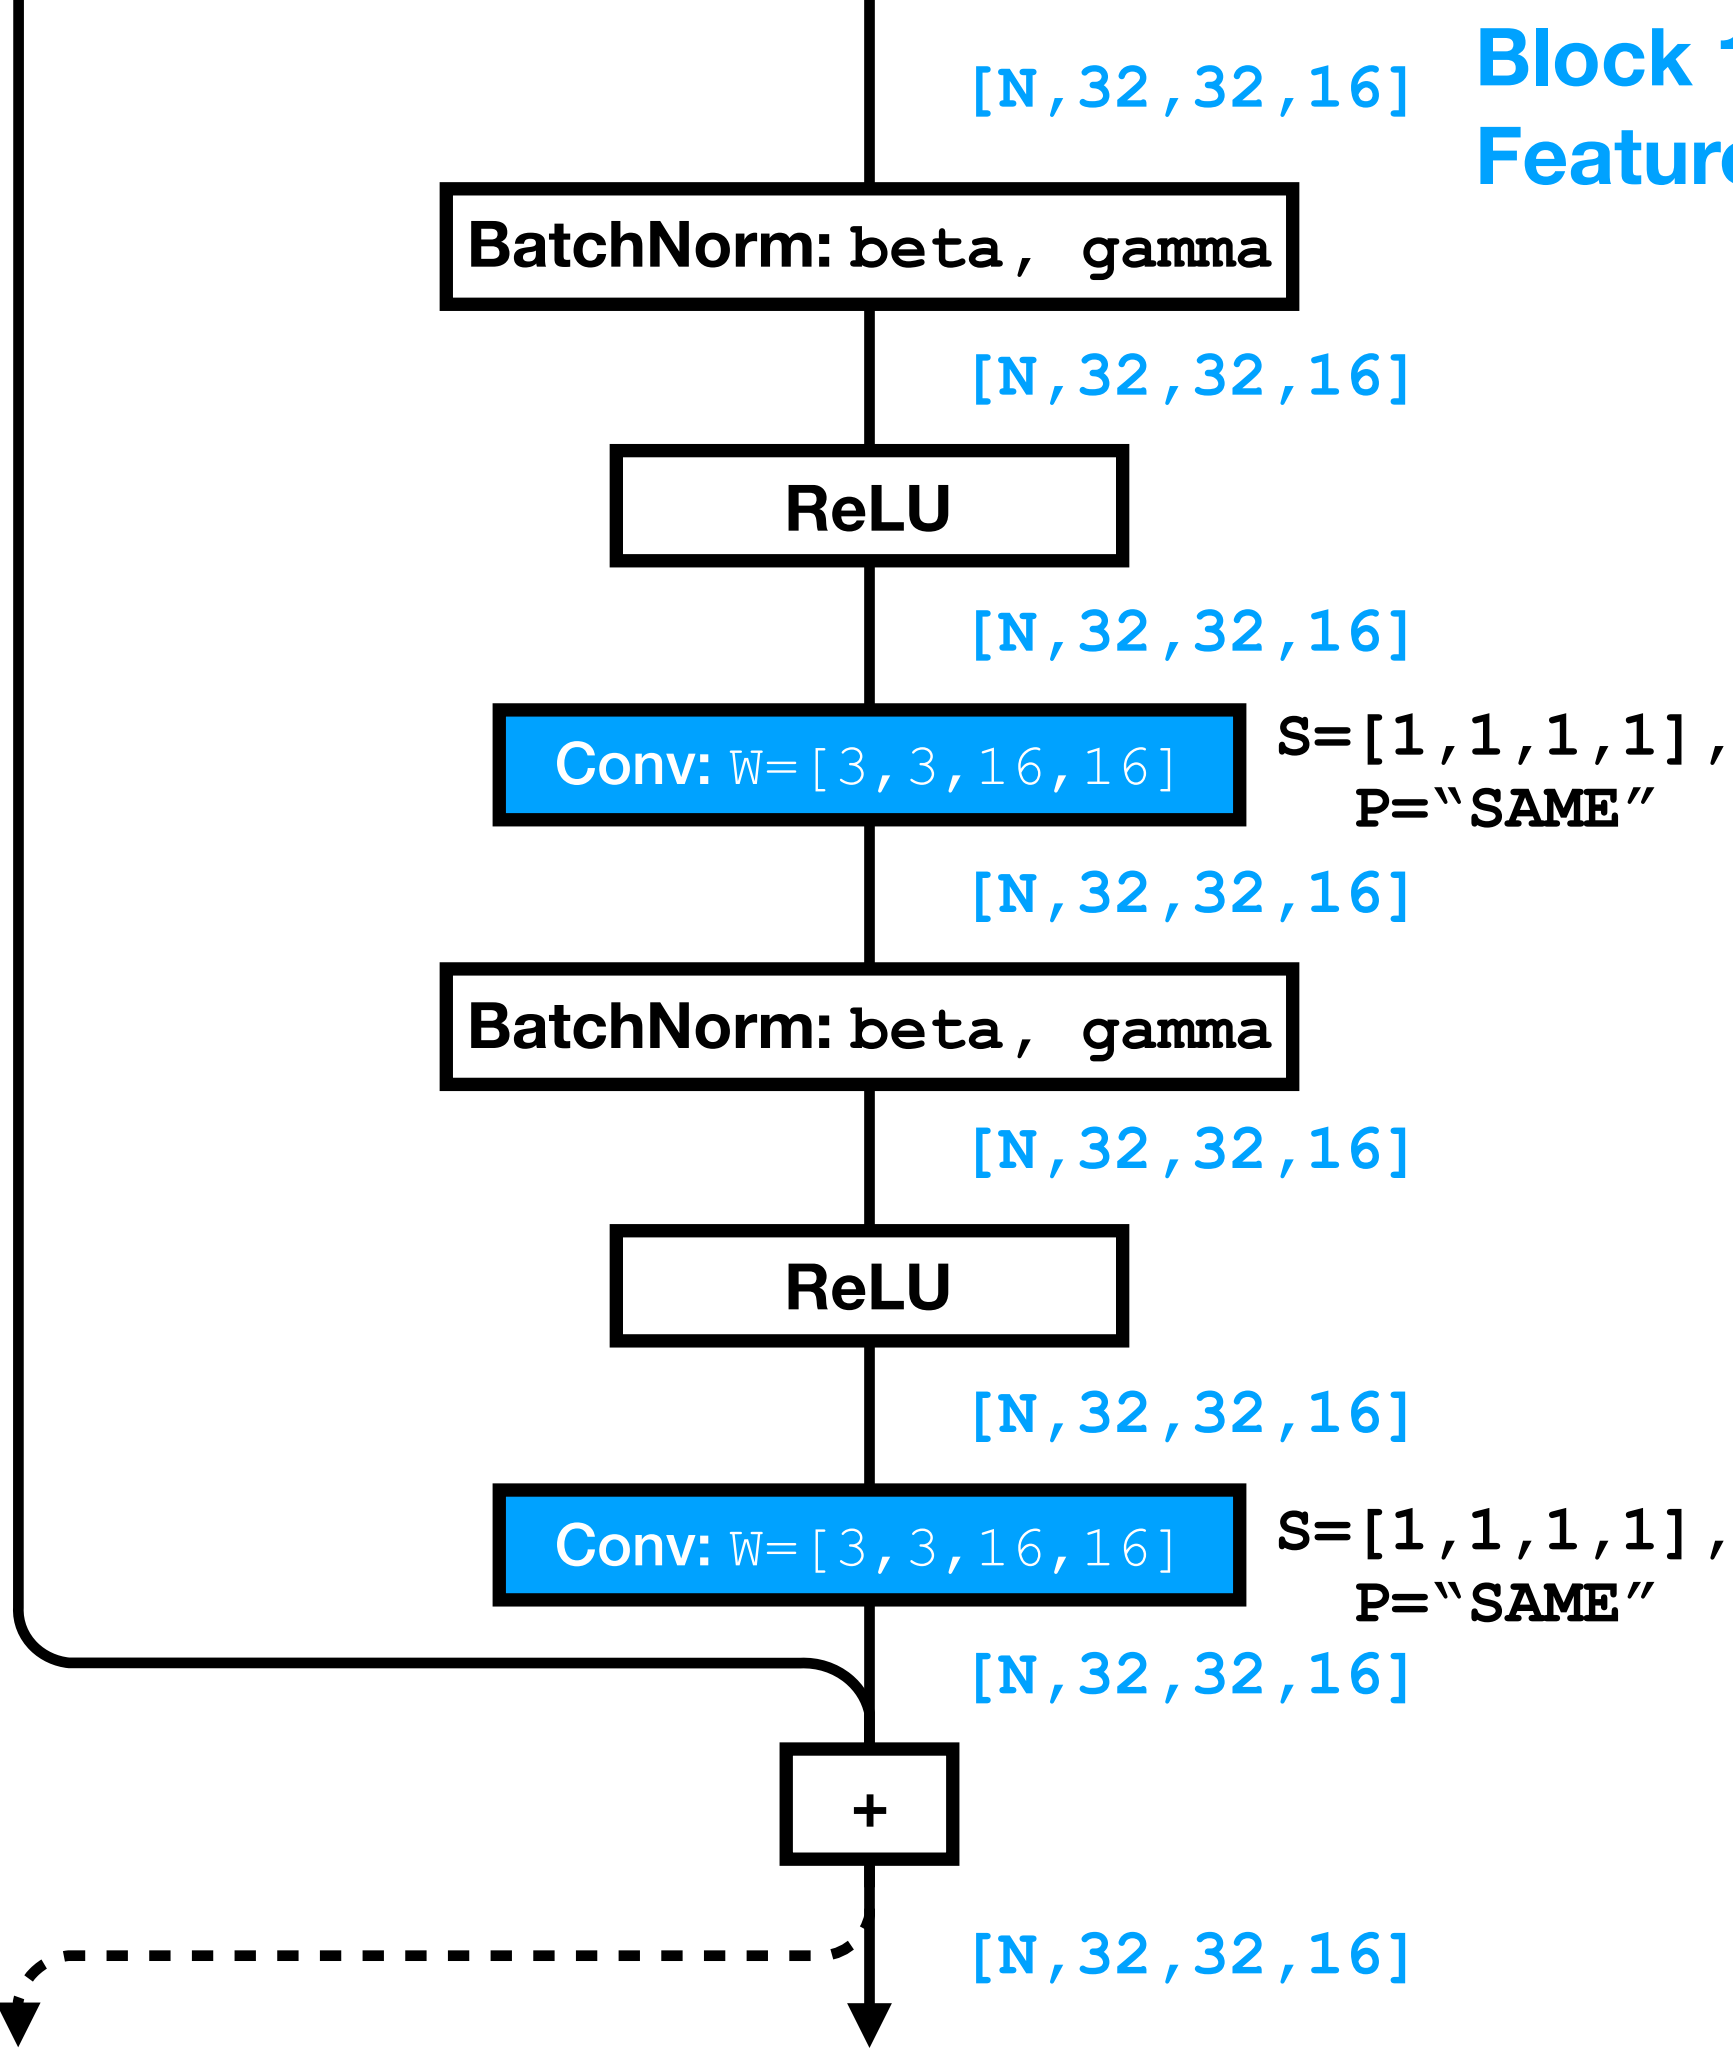 [N,32,32,16]
Block 1
Feature
BatchNorm: beta, gamma
[N,32,32,16]
ReLU
[N,32,32,16]
Conv: W=[3,3,16,16]
S=[1,1,1,1],
P=“SAME”
[N,32,32,16]
BatchNorm: beta, gamma
[N,32,32,16]
ReLU
[N,32,32,16]
Conv: W=[3,3,16,16]
S=[1,1,1,1],
P=“SAME”
[N,32,32,16]
+
[N,32,32,16]